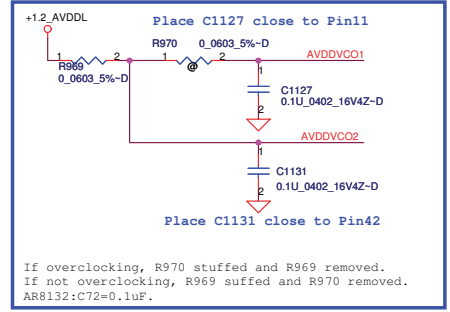 +1.2_AVDDL
Place C1127 close to Pin11
R970 0_0603_5%~D
1 2 1 2 AVDDVCO1
R969
0_0603_5%~D
@
1
C1127
0.1U_0402_16V4Z~D
2
AVDDVCO2
1
C1131
0.1U_0402_16V4Z~D
2
Place C1131 close to Pin42
If overclocking, R970 stuffed and R969 removed.
If not overclocking, R969 suffed and R970 removed.
AR8132:C72=0.1uF.